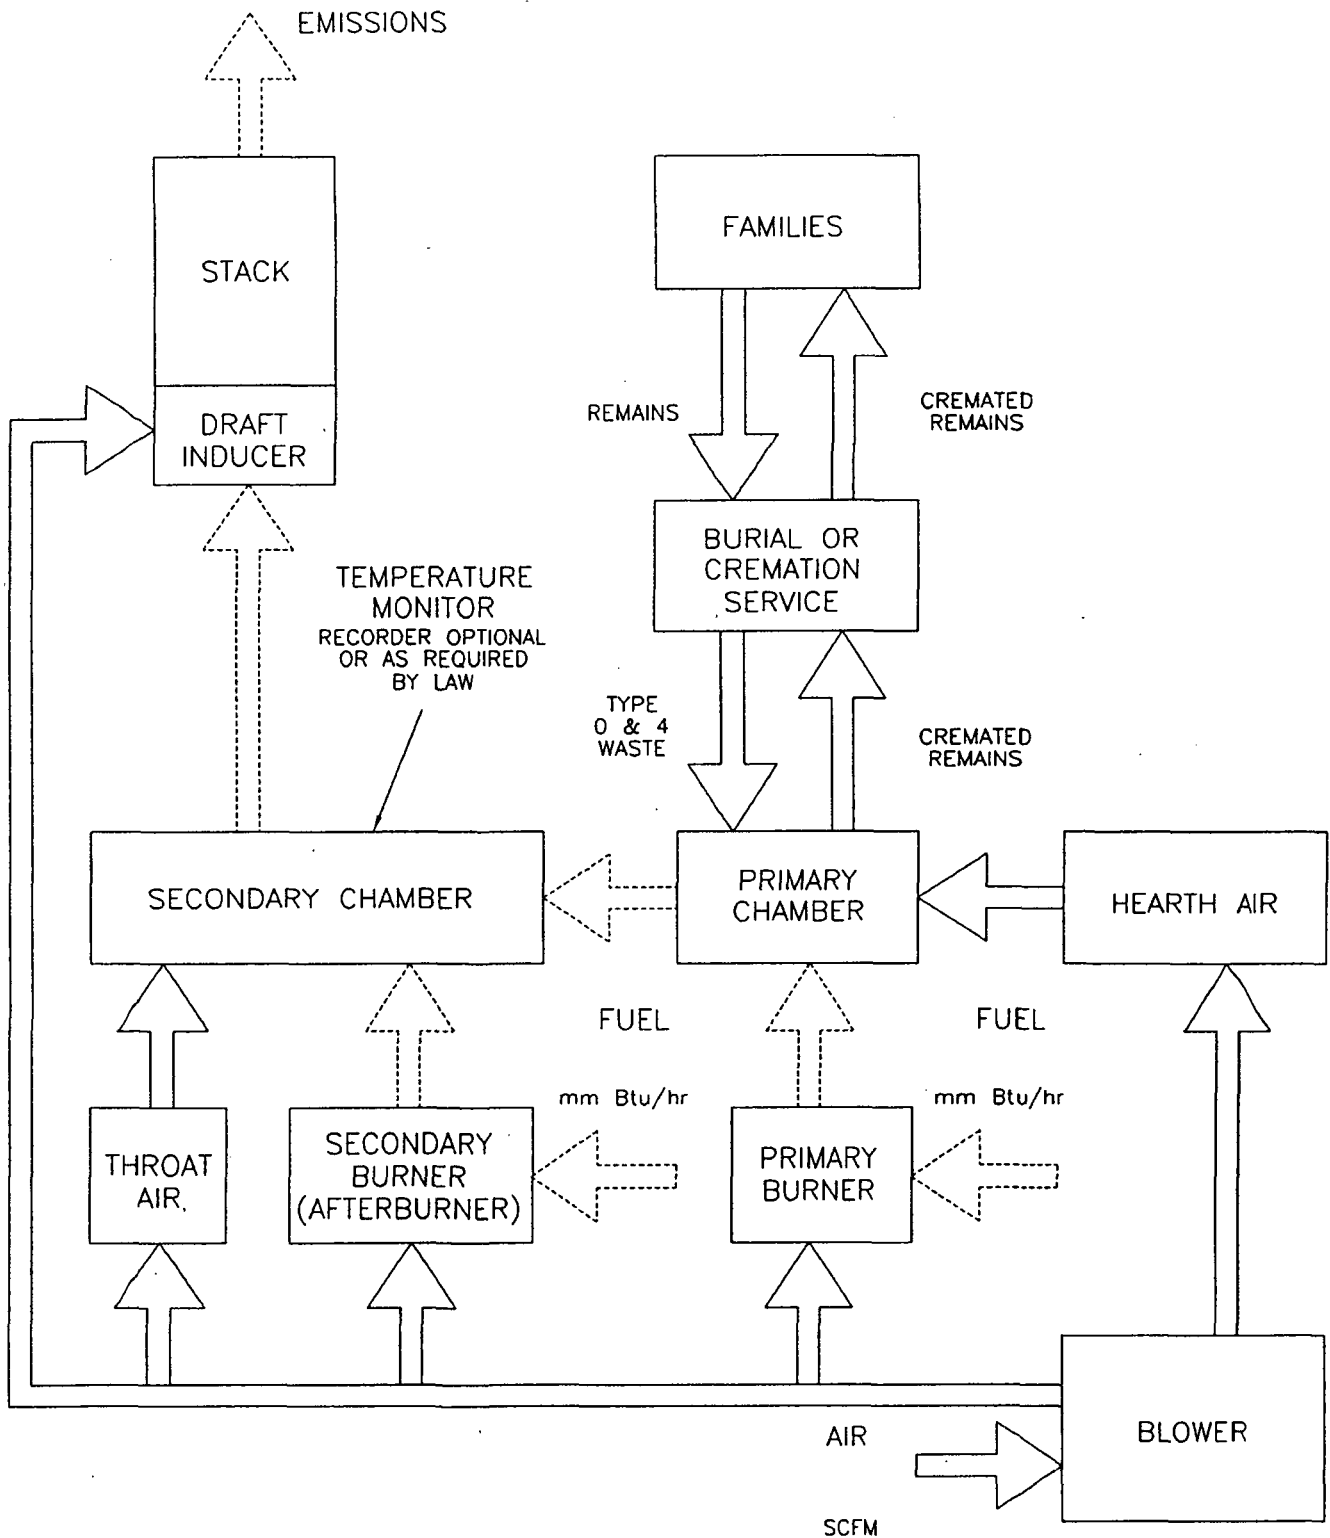 EMISSIONS
STACK
FAMILIES
DRAFT
INDUCER
REMAINS
CREMATED
REMAINS
BURIAL OR
CREMATION
SERVICE
TEMPERATURE
MONITOR
RECORDER OPTIONAL
OR AS REQUIRED
BY LAW
TYPE
0 & 4
WASTE
CREMATED
REMAINS
SECONDARY CHAMBER
PRIMARY
CHAMBER
HEARTH AIR
FUEL
FUEL
mm Btu/hr
mm Btu/hr
THROAT
AIR
SECONDARY
BURNER
(AFTERBURNER)
PRIMARY
BURNER
AIR
BLOWER
SCFM